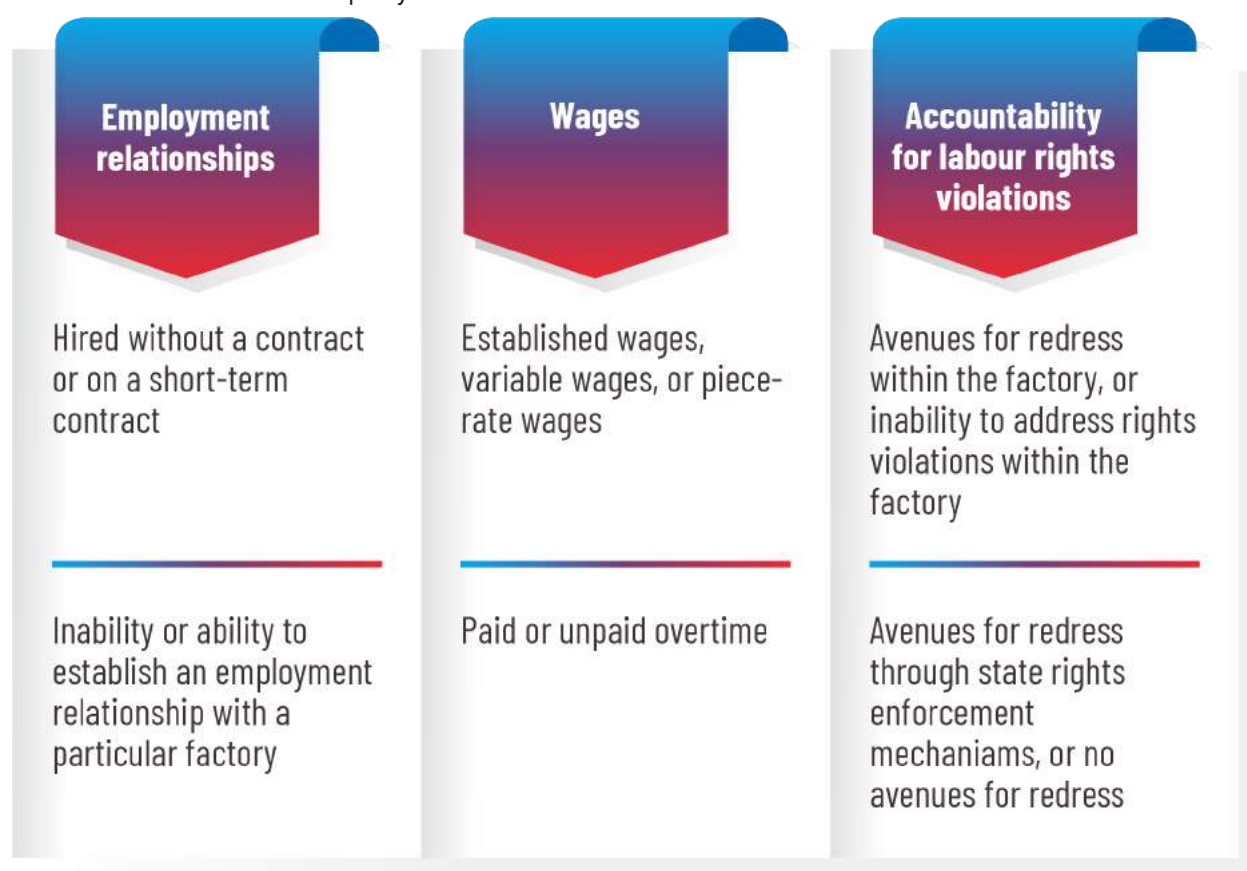 Employment
relationships
Hired without a contract
or on a short-term
contract
Inability or ability to
establish an employment
relationship with a
particular factory
Wages
Established wages,
variable wages, or piece-
rate wages
Paid or unpaid overtime
Accountability
for labour rights
violations
Avenues for redress
within the factory, or
inability to address rights
violations within the
factory
Avenues for redress
through state rights
enforcement
mechaniams, or no
avenues for redress